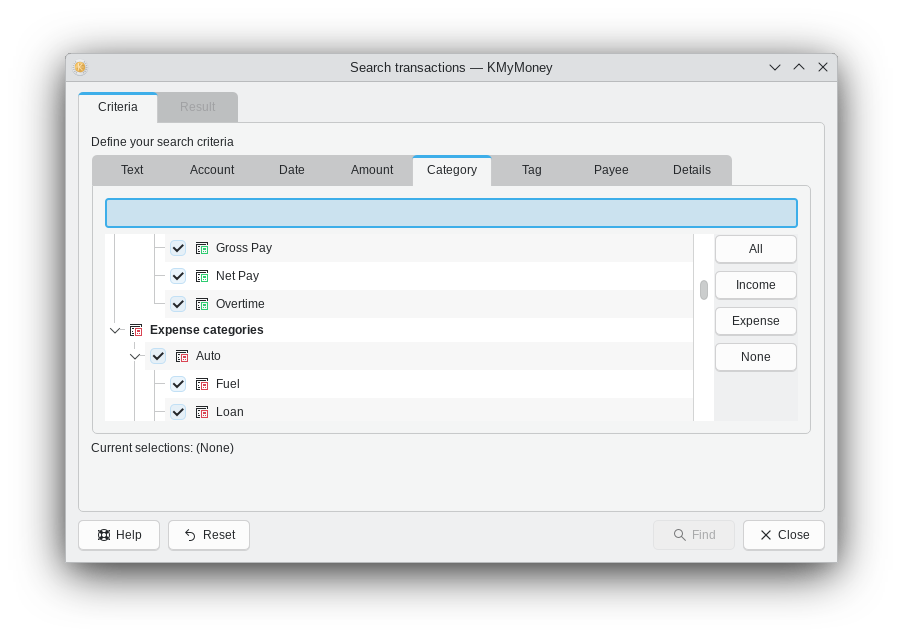 Search transactions — KMyMoney
Criteria
Result
Define your search criteria
Text
Account
Date
Amount
Category
Tag
Payee
Details
Gross Pay
All
Net Pay
Income
Overtime
Expense categories
Expense
Auto
None
Fuel
Loan
Current selections: (None)
Help
Reset
Find
Close